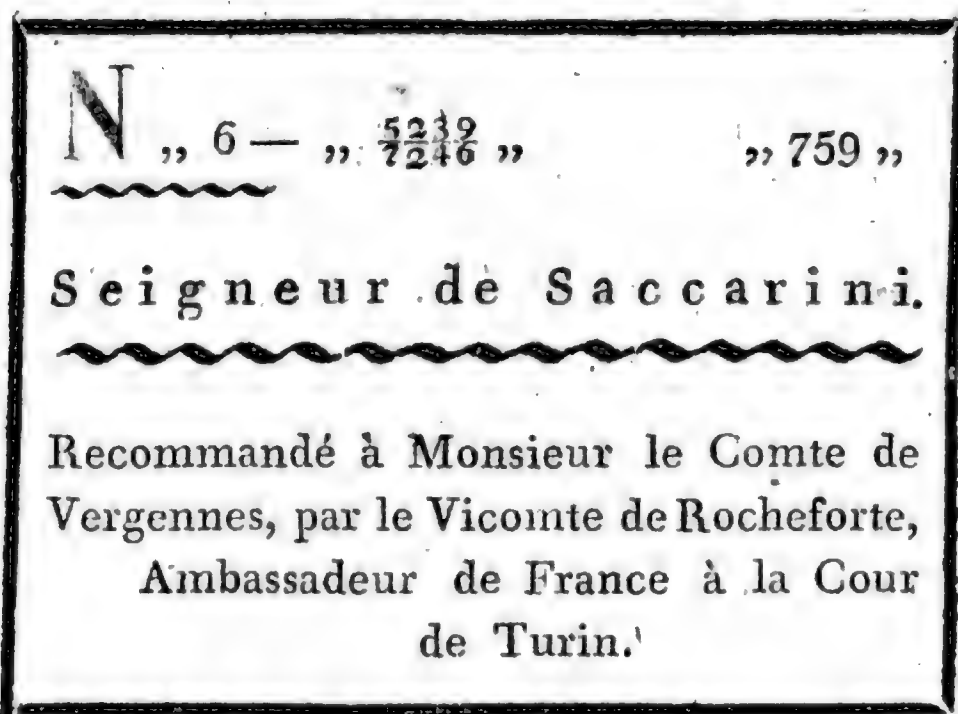 N „ 6 — „ 5239/7246 „ „ 759 „
Seigneur de Saccarini.
Recommandé à Monsieur le Comte de
Vergennes, par le Vicomte de Rocheforte,
Ambassadeur de France à la Cour
de Turin.